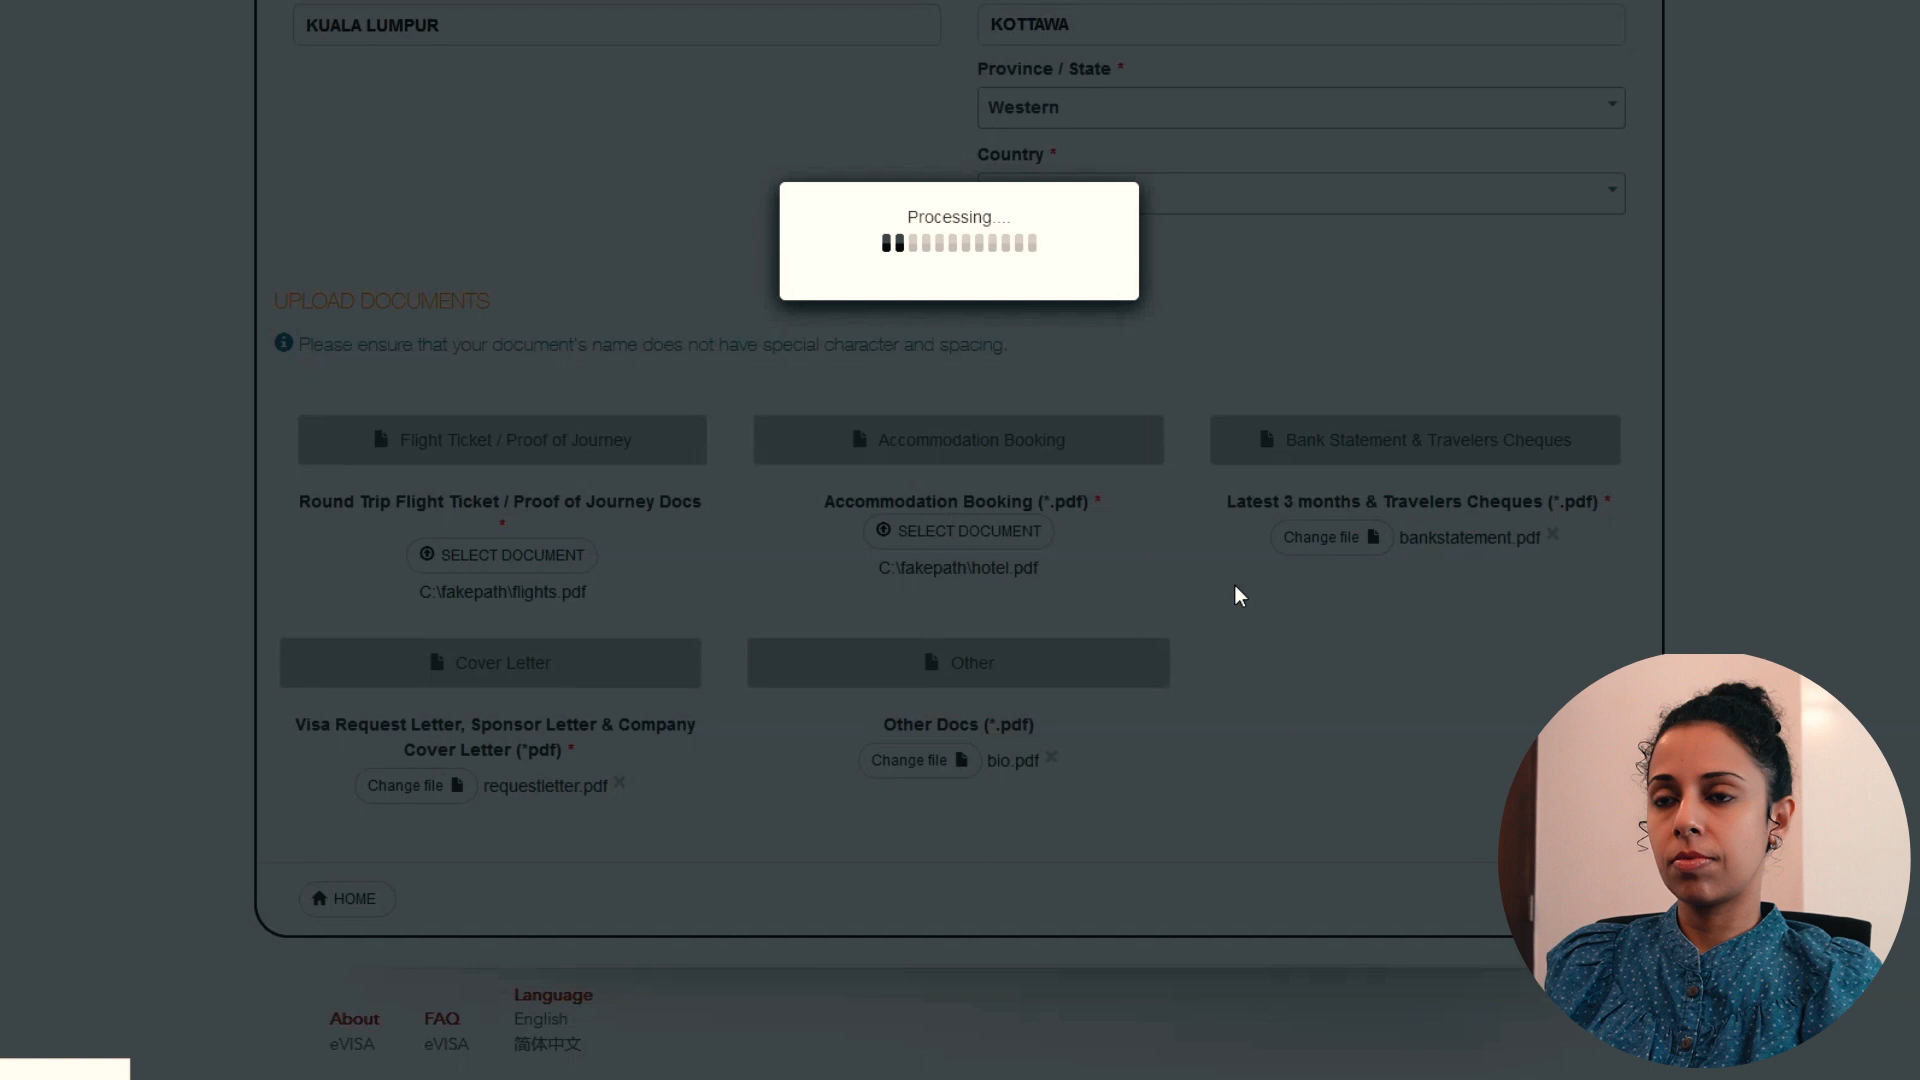 KUALA LUMPUR
KOTTAWA
Province / State *
Western
Country *
Processing....
UPLOAD DOCUMENTS
Please ensure that your document's name does not have special character and spacing.
Flight Ticket / Proof of Journey
Accommodation Booking
Bank Statement & Travelers Cheques
Round Trip Flight Ticket / Proof of Journey Docs
*
SELECT DOCUMENT
C:\fakepath\flights.pdf
Accommodation Booking (*.pdf) *
SELECT DOCUMENT
C:\fakepath\hotel.pdf
Latest 3 months & Travelers Cheques (*.pdf) *
Change file bankstatement.pdf
Cover Letter
Other
Visa Request Letter, Sponsor Letter & Company
Cover Letter (*pdf) *
Change file requestletter.pdf
Other Docs (*.pdf)
Change file bio.pdf
HOME
About
eVISA
FAQ
eVISA
Language
English
简体中文